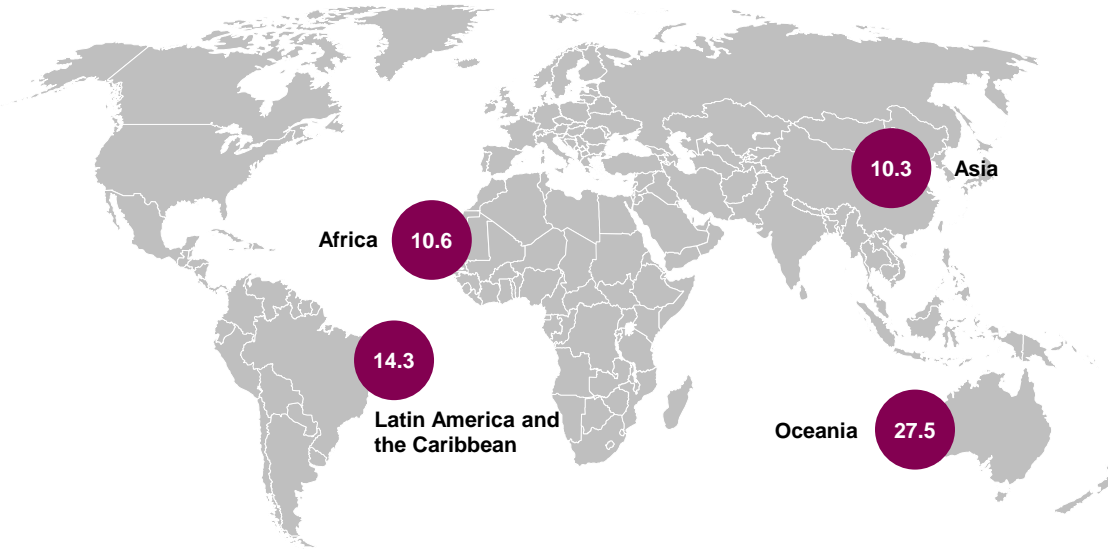 10.3
Asia
Africa
10.6
14.3
Latin America and
the Caribbean
Oceania
27.5